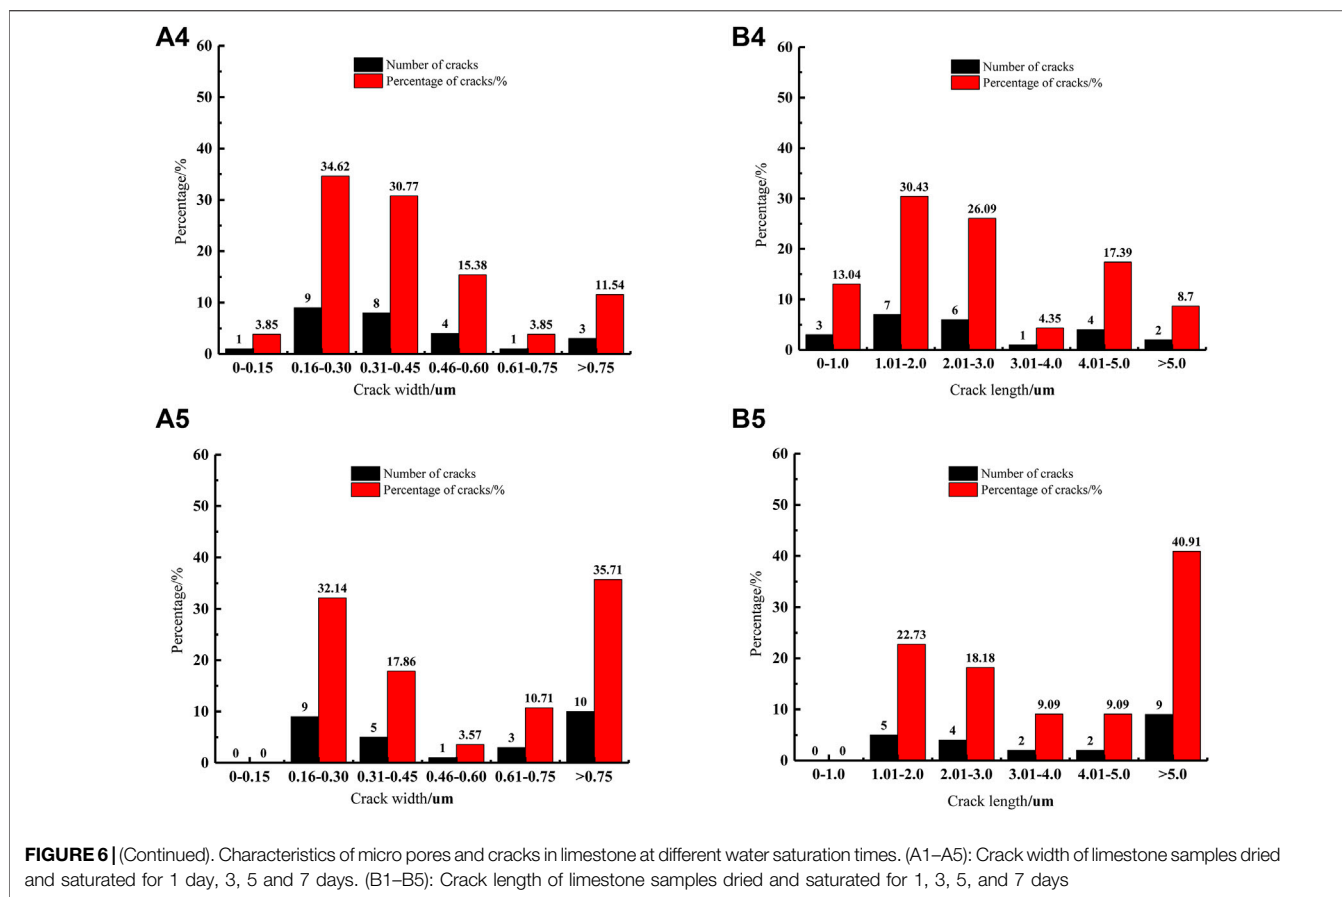 A4
60
50
40
30
20
10
0
Percentage/%
Number of cracks
Percentage of cracks/%
1
3.85
9
34.62
8
30.77
4
15.38
1
3.85
3
11.54
0-0.15 0.16-0.30 0.31-0.45 0.46-0.60 0.61-0.75 >0.75
Crack width/um
B4
60
50
40
30
20
10
0
Percentage/%
Number of cracks
Percentage of cracks/%
3
13.04
7
30.43
6
26.09
1
4.35
4
17.39
2
8.7
0-1.0 1.01-2.0 2.01-3.0 3.01-4.0 4.01-5.0 >5.0
Crack length/um
A5
60
50
40
30
20
10
0
Percentage/%
Number of cracks
Percentage of cracks/%
0
0
9
32.14
5
17.86
1
3.57
3
10.71
10
35.71
0-0.15 0.16-0.30 0.31-0.45 0.46-0.60 0.61-0.75 >0.75
Crack width/um
B5
60
50
40
30
20
10
0
Percentage/%
Number of cracks
Percentage of cracks/%
0
0
5
22.73
4
18.18
2
9.09
2
9.09
9
40.91
0-1.0 1.01-2.0 2.01-3.0 3.01-4.0 4.01-5.0 >5.0
Crack length/um
FIGURE 6 | (Continued). Characteristics of micro pores and cracks in limestone at different water saturation times. (A1–A5): Crack width of limestone samples dried
and saturated for 1 day, 3, 5 and 7 days. (B1–B5): Crack length of limestone samples dried and saturated for 1, 3, 5, and 7 days